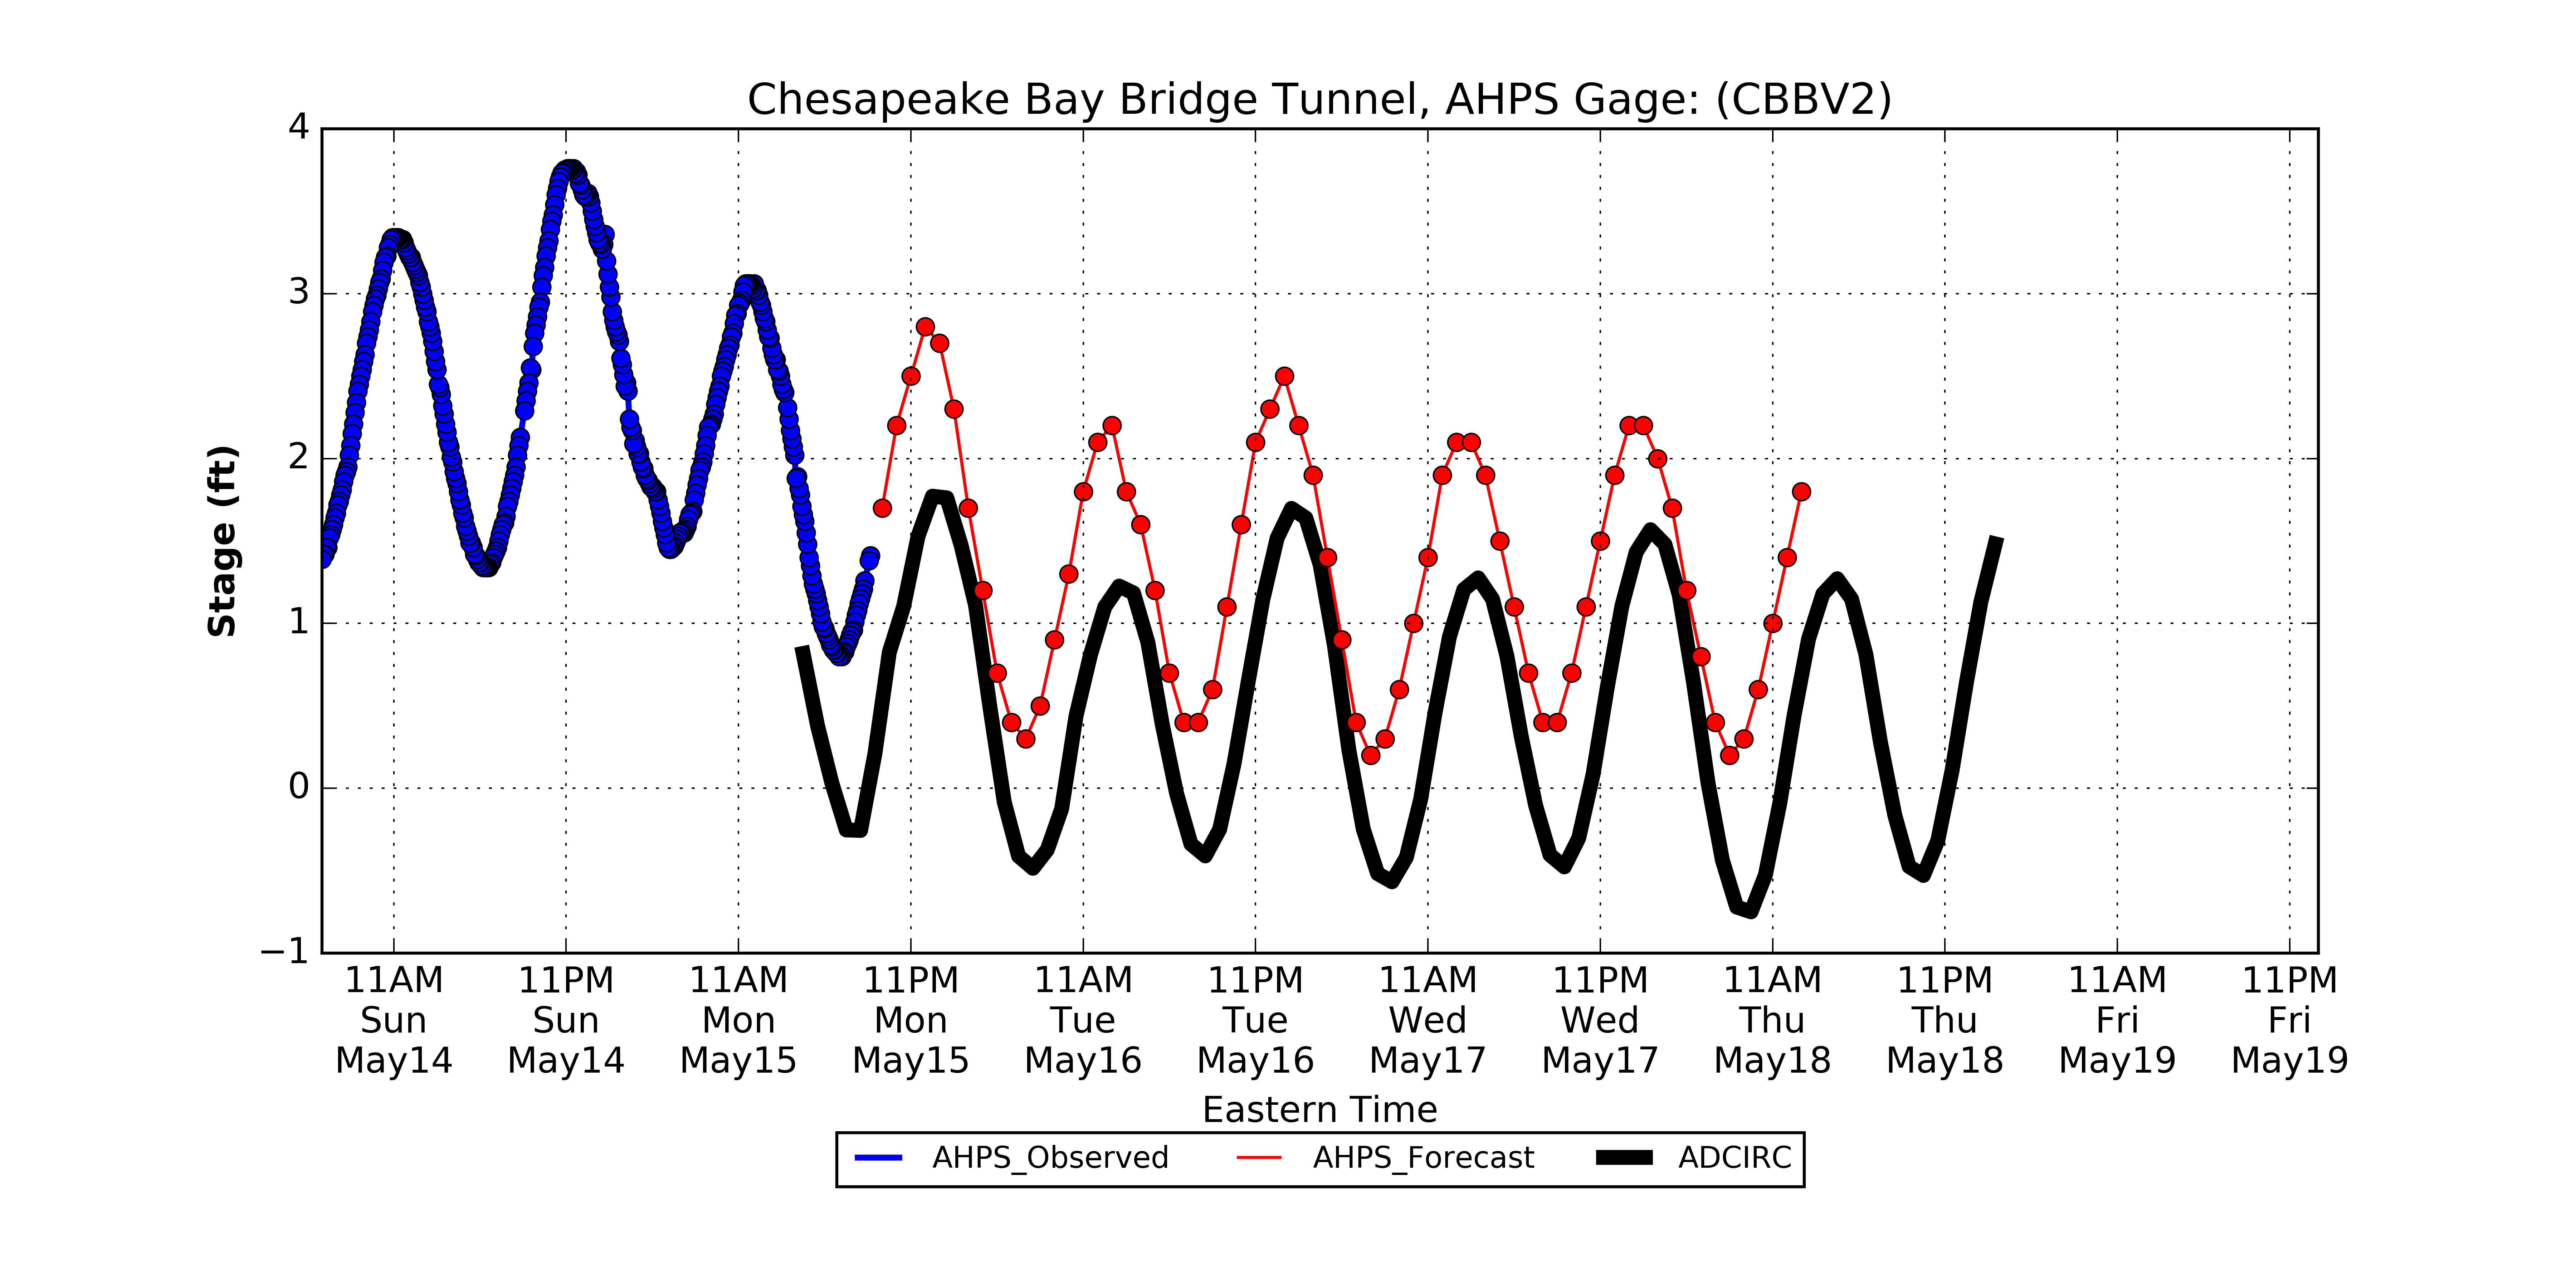 Chesapeake Bay Bridge Tunnel, AHPS Gage: (CBBV2)
4
3
2
1
0
−1
Stage (ft)
11AM 11PM 11AM 11PM 11AM 11PM 11AM 11PM 11AM 11PM 11AM 11PM
Sun Sun Mon Mon Tue Tue Wed Wed Thu Thu Fri Fri
May14 May14 May15 May15 May16 May16 May17 May17 May18 May18 May19 May19
Eastern Time
AHPS_Observed AHPS_Forecast ADCIRC